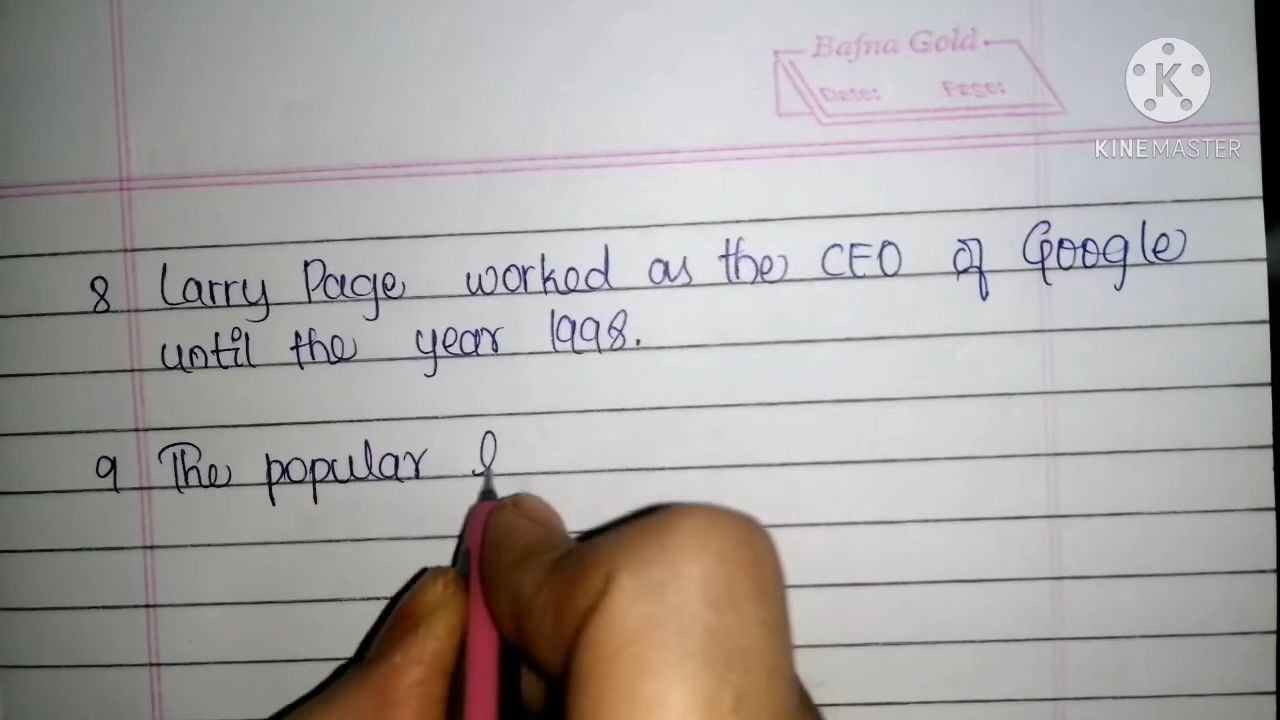 Bafna Gold
Date: Page:
KINEMASTER
8 Larry Page worked as the CEO of Google
until the year 1998.
9 The popular